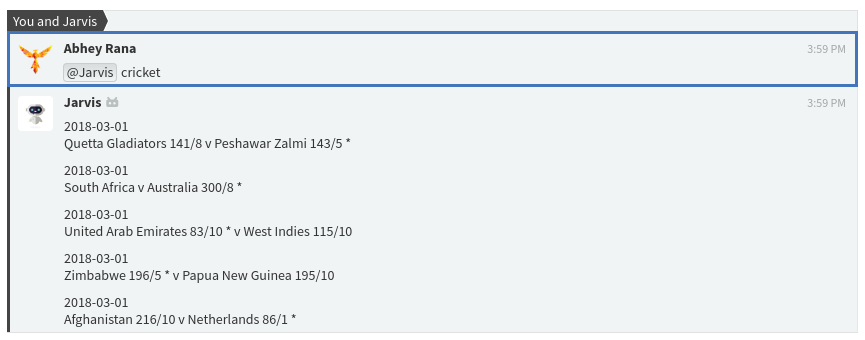 You and Jarvis
Abhey Rana 3:59 PM
@Jarvis cricket
Jarvis 3:59 PM
2018-03-01
Quetta Gladiators 141/8 v Peshawar Zalmi 143/5 *
2018-03-01
South Africa v Australia 300/8 *
2018-03-01
United Arab Emirates 83/10 * v West Indies 115/10
2018-03-01
Zimbabwe 196/5 * v Papua New Guinea 195/10
2018-03-01
Afghanistan 216/10 v Netherlands 86/1 *